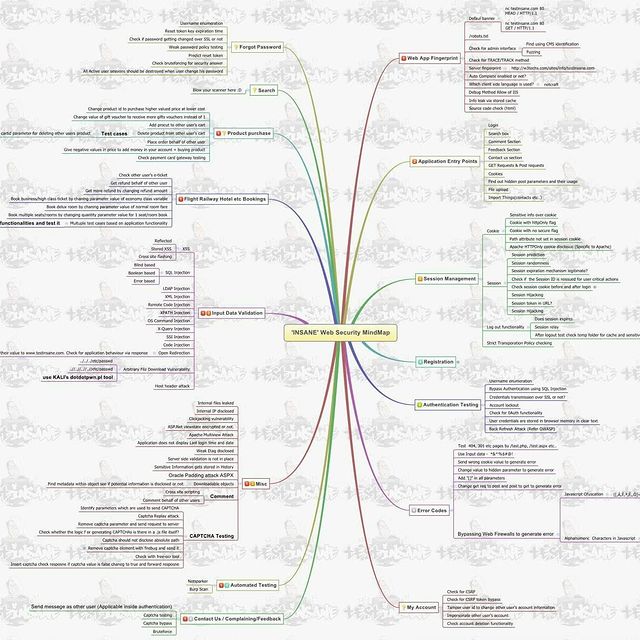 'INSANE' Web Security MindMap
Forgot Password
Username enumeration
Reset token key expiration time
Check if password getting changed over SSL or not
Weak password policy testing
Predict reset token
Check bruteforcing for security answer
All Active user sessions should be destroyed when user change his password
Search
Blow your scanner here :D
Product purchase
Test cases
Change product id to purchase higher valued price at lower cost
Change value of gift voucher to receive more gifts vouchers instead of 1
Add procut to other user's cart
Delete product from other user's cart
cartid parameter for deleting other users product
Place order behalf of other user
Give negative values in price to add money in your account + buying product
Check payment card gateway testing
Flight Railway Hotel etc Bookings
Check other user's e-ticket
Get refund behalf of other user
Get more refund by changing refund amount
Book business/high class ticket by chaning parameter value of economy class variable
Book delux room by chaning parameter value of normal room fare
Book multiple seats/rooms by changing quantity parameter value for 1 seat/room book
functionalities and test it
Multuple test cases based on application functionality
Input Data Validation
XSS
Reflected
Stored XSS
Cross site flashing
SQL Injection
Blind based
Boolean based
Error based
LDAP Injection
XML Injection
Remote Code Injection
XPATH Injection
OS Command Injection
X-Query Injection
SSI Injection
Code Injection
Open Redirection
their value to www.testinsane.com. Check for application behaviour via response
Arbitrary File Download Vulnerability
use KALI's dotdotpwn.pl tool
Host header attack
Misc
Internal files leaked
Internal IP disclosed
Clickjacking vulnerability
ASP.Net viewstate encrypted or not.
Apache Multiview Attack
Application does not display Last login time and date
Weak Diag disclosed
Server side validation is not in place
Sensitive Information gets stored in History
Oracle Padding attack ASPX
Downloadable objects
Find metadata within object see if potential information is disclosed or not
Comment
Cross site scripting
Comment behalf of other users
CAPTCHA Testing
Identify parameters which are used to send CAPTCHA
Captcha Replay attack
Remove captcha parameter and send request to server
Check whether the logic for generating CAPTCHAs is there in a .js file itself?
Captcha should not disclose absolute path
Remove captcha element with firebug and send it
Check with freeocr tool
Insert captcha check response if captcha value is false chang to true and forward response
Automated Testing
Netsparker
Burp Scan
Contact Us / Complaining/Feedback
Send message as other user (Applicable inside authentication)
Captcha testing
Captcha bypass
Bruteforce
Web App Fingerprint
Defaul banner
nc testinsane.com 80
HEAD / HTTP/1.1
nc testinsane.com 80
GET / HTTP/1.1
/robots.txt
Check for admin interface
Find using CMS identification
Fuzzing
Check for TRACE/TRACK method
Server fingerprint
Auto Complete enabled or not?
Which client side language is used?
netcraft
Debug Method Allow of IIS
Info leak via stored cache
Source code check (html)
Application Entry Points
Login
Search box
Comment Section
Feedback Section
Contact us section
GET Requests & Post requests
Cookies
Find out hidden post parameters and their usage
File upload
Import Things(contacts etc..)
Session Management
Cookie
Sensitive info over cookie
Cookie with httpOnly flag
Cookie with no secure flag
Path attribute not set in session cookie
Apache HTTPOnly cookie disclosue (Specific to Apache)
Session
Session prediction
Session randomness
Session expiration mechanism legitimate?
Check if the Session ID is resused for user critical actions
Check session cookie before and after login
Session Hijacking
Session token in URL?
Session Hijacking
Log out functionality
Does session expires
Session relay
After logout test check temp folder for cache and sensitive
Strict Transporation Policy checking
Registration
Authentication Testing
Username enumeration
Bypass Authentication using SQL Injection
Credentials transmission over SSL or not?
Account lockout
Check for OAuth functionality
User credentials are stored in browser memory in clear text
Back Refresh Attack (Refer OWASP)
Error Codes
Test 404, 301 etc pages by /test.php, /test.aspx etc..
Use Input data -
Send wrong cookie value to generate error
Change value to hidden parameter to generate error
Add "[]" in all parameters
Change get req to post and post to get to generate error
Bypassing Web Firewalls to generate error
Javascript Ofuscation
Alphahimumeric Characters in Javascript
My Account
Check for CSRF
Check for CSRF token bypass
Tamper user id to change other user's account information
Impersonate other user's account
Check account deletion functionality